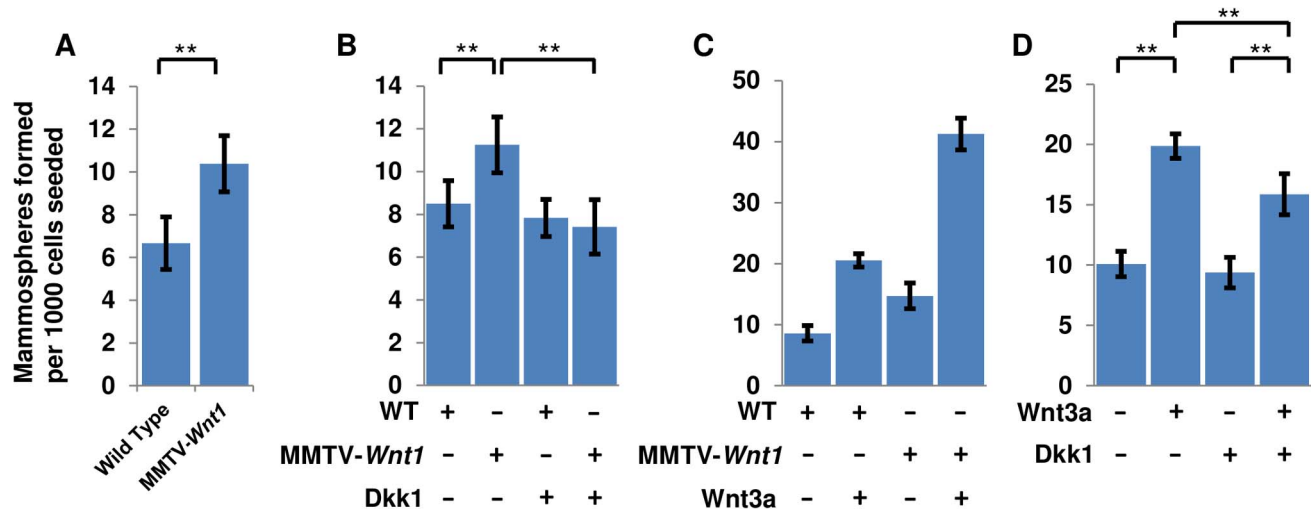 A
**
Mammospheres formed
per 1000 cells seeded
14
12
10
8
6
4
2
0
Wild Type
MMTV-Wnt1
B
** **
14
12
10
8
6
4
2
0
WT + – + –
MMTV-Wnt1 – + – +
Dkk1 – – + +
C
50
40
30
20
10
0
WT + + – –
MMTV-Wnt1 – – + +
Wnt3a – + – +
D
**
** **
25
20
15
10
5
0
Wnt3a – + – +
Dkk1 – – + +